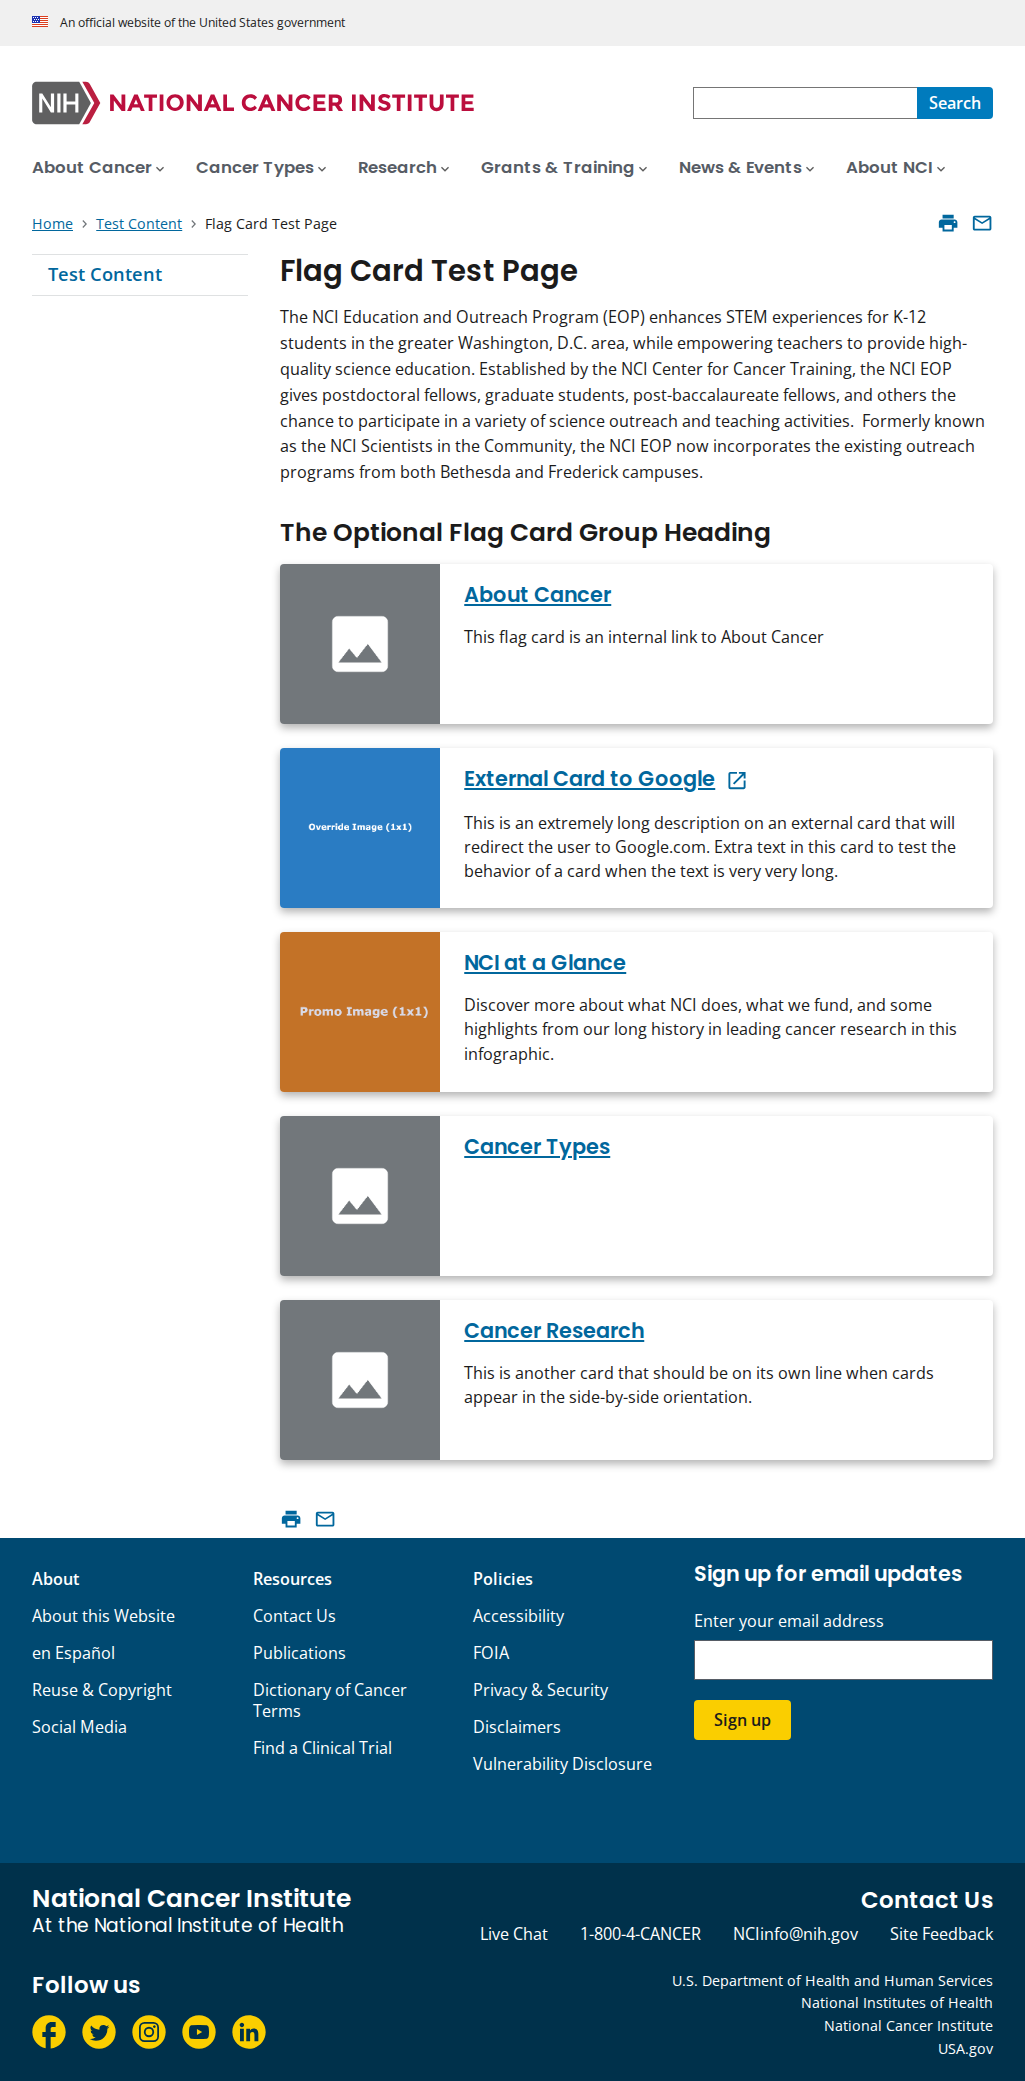 An official website of the United States government
NIH NATIONAL CANCER INSTITUTE
Search
About Cancer Cancer Types Research Grants & Training News & Events About NCI
Home Test Content Flag Card Test Page
Test Content
Flag Card Test Page
The NCI Education and Outreach Program (EOP) enhances STEM experiences for K-12
students in the greater Washington, D.C. area, while empowering teachers to provide high-
quality science education. Established by the NCI Center for Cancer Training, the NCI EOP
gives postdoctoral fellows, graduate students, post-baccalaureate fellows, and others the
chance to participate in a variety of science outreach and teaching activities.  Formerly known
as the NCI Scientists in the Community, the NCI EOP now incorporates the existing outreach
programs from both Bethesda and Frederick campuses.
The Optional Flag Card Group Heading
About Cancer
This flag card is an internal link to About Cancer
Override Image (1x1)
External Card to Google
This is an extremely long description on an external card that will
redirect the user to Google.com. Extra text in this card to test the
behavior of a card when the text is very very long.
Promo Image (1x1)
NCI at a Glance
Discover more about what NCI does, what we fund, and some
highlights from our long history in leading cancer research in this
infographic.
Cancer Types
Cancer Research
This is another card that should be on its own line when cards
appear in the side-by-side orientation.
About
About this Website
en Español
Reuse & Copyright
Social Media
Resources
Contact Us
Publications
Dictionary of Cancer
Terms
Find a Clinical Trial
Policies
Accessibility
FOIA
Privacy & Security
Disclaimers
Vulnerability Disclosure
Sign up for email updates
Enter your email address
Sign up
National Cancer Institute
At the National Institute of Health
Contact Us
Live Chat 1-800-4-CANCER NCIinfo@nih.gov Site Feedback
Follow us
U.S. Department of Health and Human Services
National Institutes of Health
National Cancer Institute
USA.gov